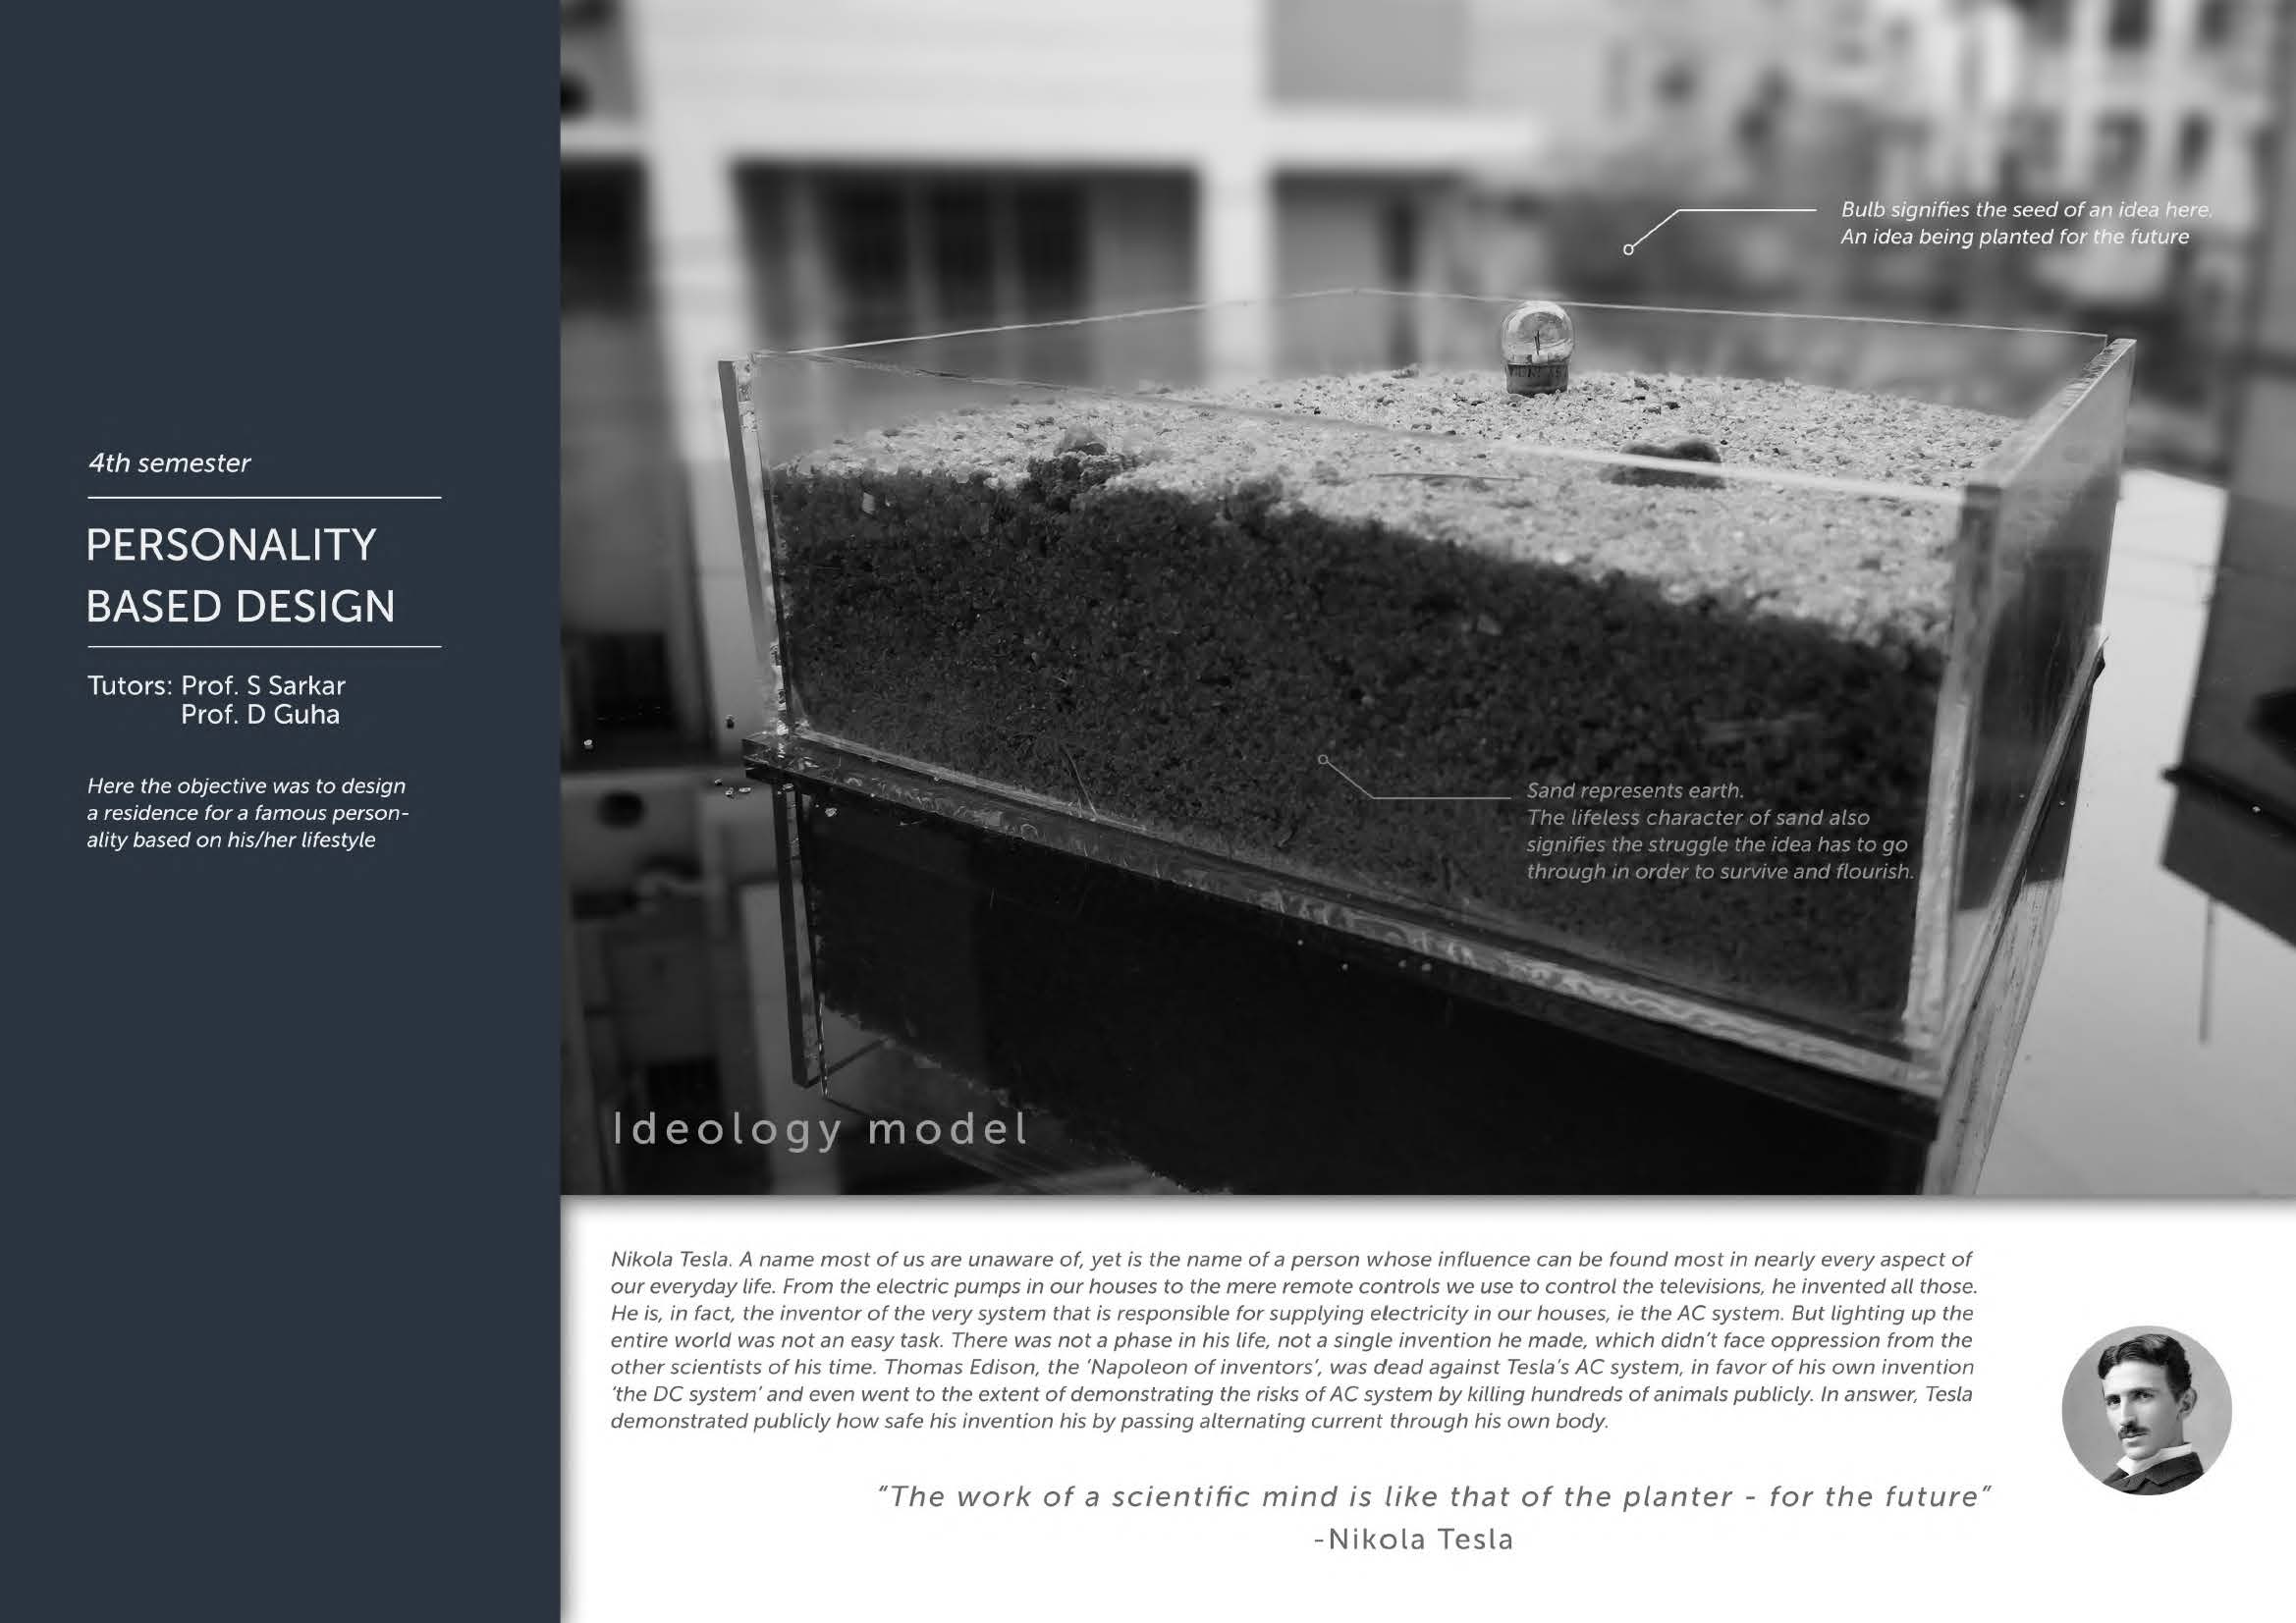 4th semester
PERSONALITY
BASED DESIGN
Tutors: Prof. S Sarkar
Prof. D Guha
Here the objective was to design
a residence for a famous person-
ality based on his/her lifestyle
Bulb signifies the seed of an idea here.
An idea being planted for the future
Sand represents earth.
The lifeless character of sand also
signifies the struggle the idea has to go
through in order to survive and flourish.
Ideology model
Nikola Tesla. A name most of us are unaware of, yet is the name of a person whose influence can be found most in nearly every aspect of
our everyday life. From the electric pumps in our houses to the mere remote controls we use to control the televisions, he invented all those.
He is, in fact, the inventor of the very system that is responsible for supplying electricity in our houses, ie the AC system. But lighting up the
entire world was not an easy task. There was not a phase in his life, not a single invention he made, which didn't face oppression from the
other scientists of his time. Thomas Edison, the 'Napoleon of inventors', was dead against Tesla's AC system, in favor of his own invention
'the DC system' and even went to the extent of demonstrating the risks of AC system by killing hundreds of animals publicly. In answer, Tesla
demonstrated publicly how safe his invention his by passing alternating current through his own body.
"The work of a scientific mind is like that of the planter - for the future"
-Nikola Tesla